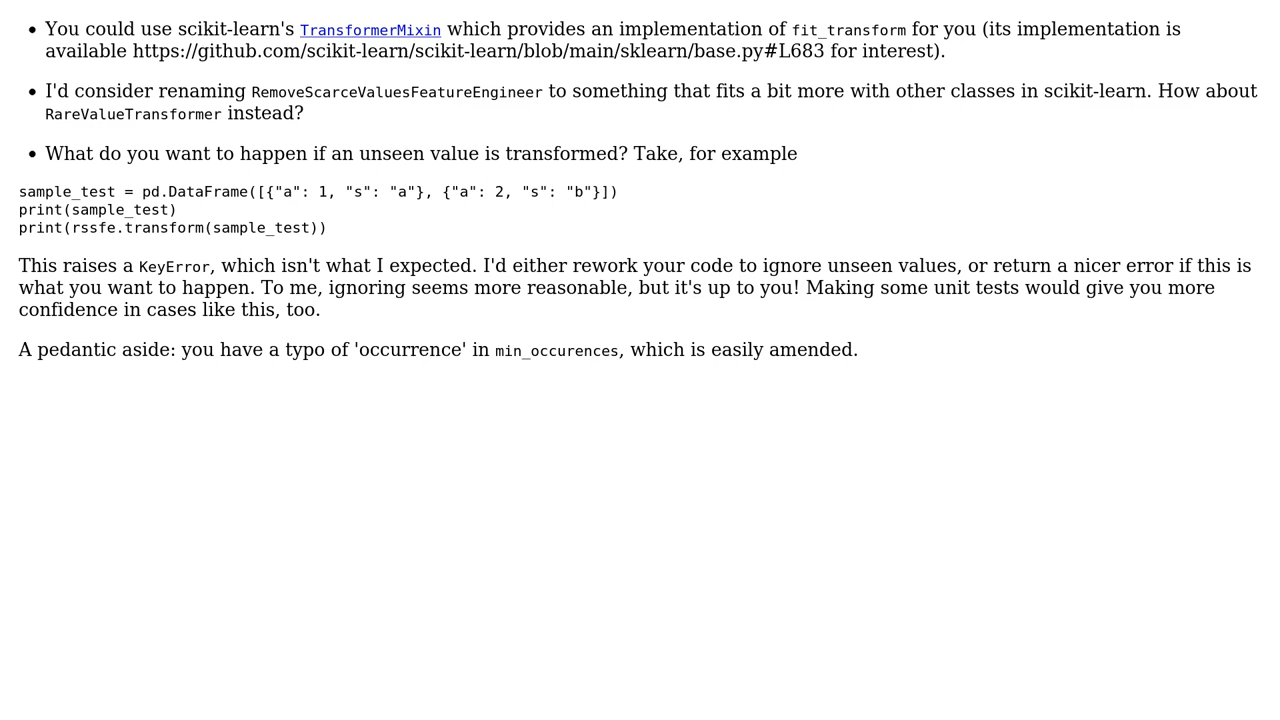 • You could use scikit-learn's TransformerMixin which provides an implementation of fit_transform for you (its implementation is
available https://github.com/scikit-learn/scikit-learn/blob/main/sklearn/base.py#L683 for interest).
• I'd consider renaming RemoveScarceValuesFeatureEngineer to something that fits a bit more with other classes in scikit-learn. How about
RareValueTransformer instead?
• What do you want to happen if an unseen value is transformed? Take, for example
sample_test = pd.DataFrame([{"a": 1, "s": "a"}, {"a": 2, "s": "b"}])
print(sample_test)
print(rssfe.transform(sample_test))
This raises a KeyError, which isn't what I expected. I'd either rework your code to ignore unseen values, or return a nicer error if this is
what you want to happen. To me, ignoring seems more reasonable, but it's up to you! Making some unit tests would give you more
confidence in cases like this, too.
A pedantic aside: you have a typo of 'occurrence' in min_occurences, which is easily amended.